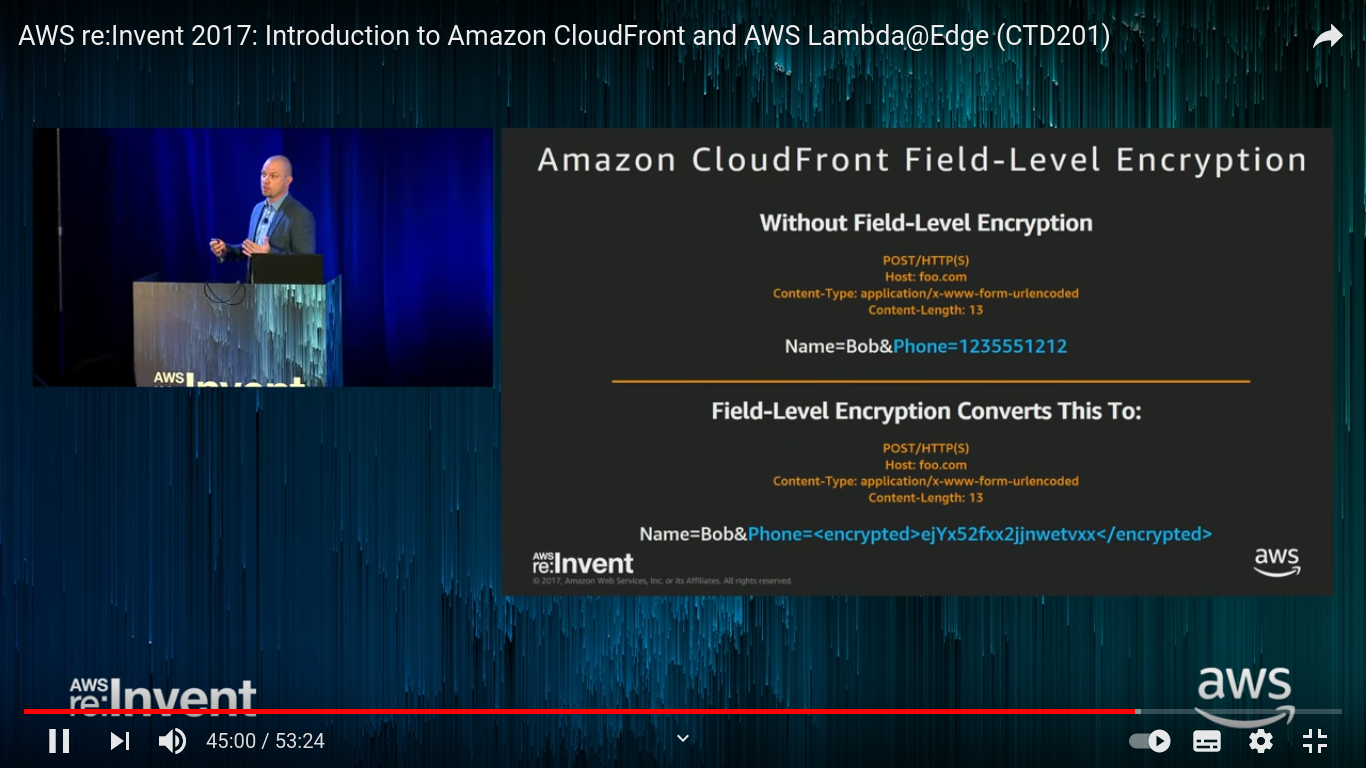 AWS re:Invent 2017: Introduction to Amazon CloudFront and AWS Lambda@Edge (CTD201)
Amazon CloudFront Field-Level Encryption
Without Field-Level Encryption
POST/HTTP(S)
Host: foo.com
Content-Type: application/x-www-form-urlencoded
Content-Length: 13
Name=Bob&Phone=1235551212
Field-Level Encryption Converts This To:
POST/HTTP(S)
Host: foo.com
Content-Type: application/x-www-form-urlencoded
Content-Length: 13
Name=Bob&Phone=<encrypted>ejYx52fxx2jjnwetvxx</encrypted>
AWS
re:Invent
© 2017, Amazon Web Services, Inc. or its Affiliates. All rights reserved.
aws
AWS
Invent
AWS
re:Invent
aws
45:00 / 53:24